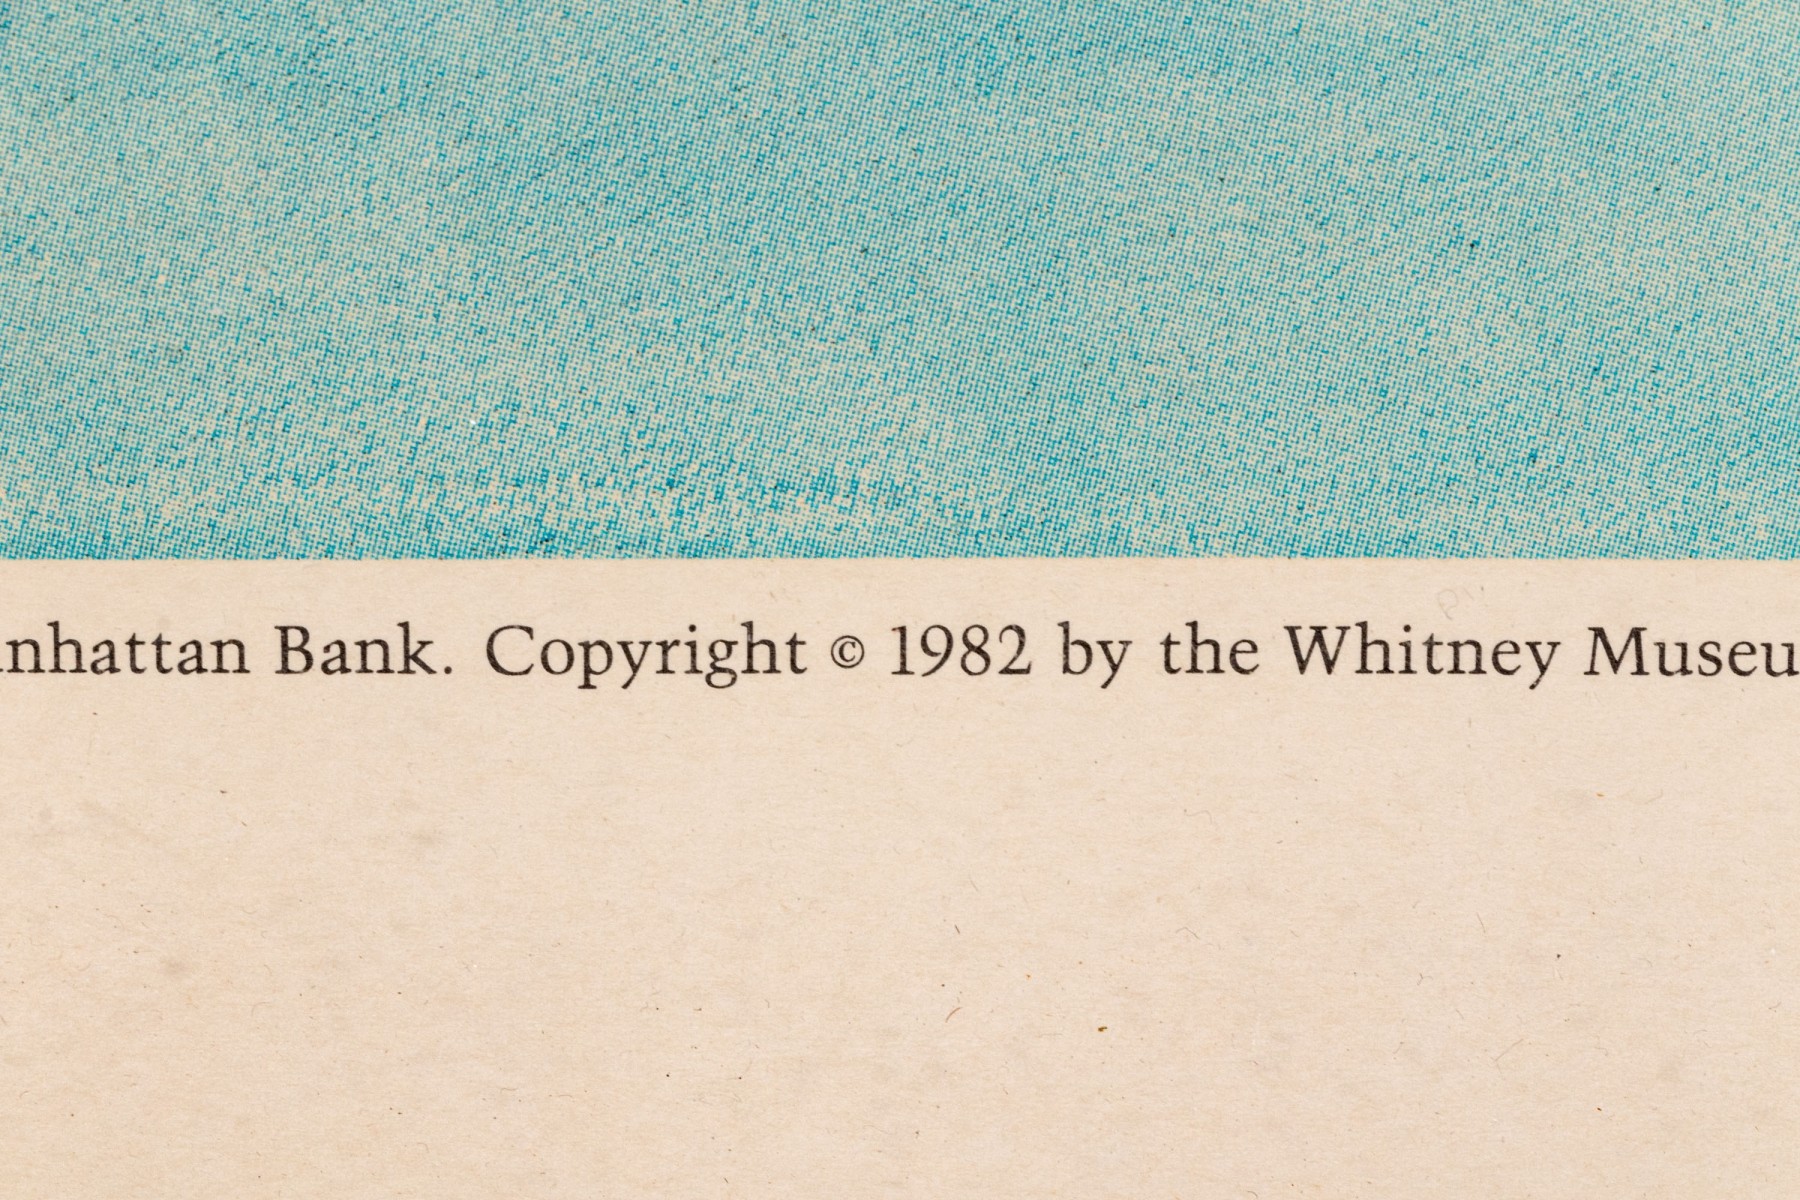 nhattan Bank. Copyright © 1982 by the Whitney Museu